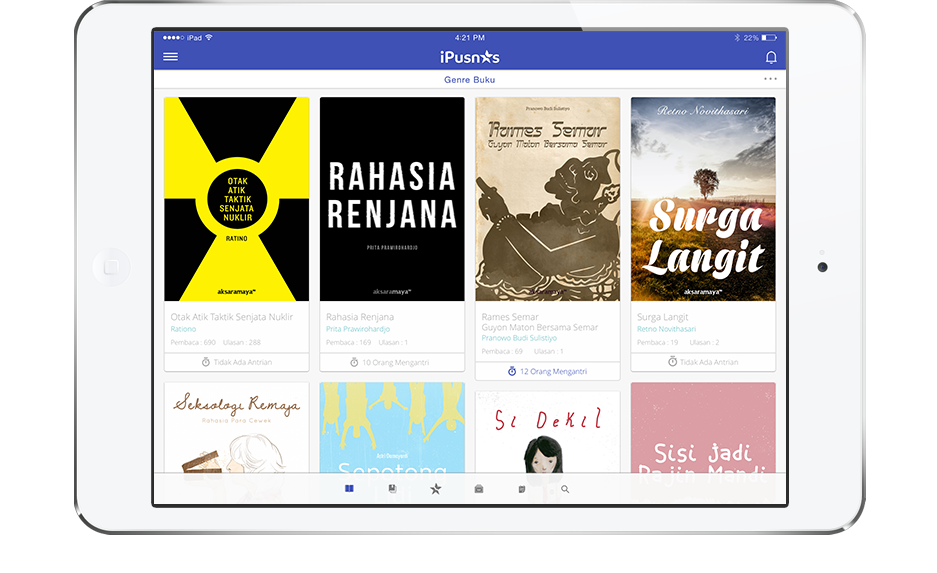 iPad
4:21 PM
22%
iPusnas
Genre Buku
OTAK
ATIK
TAKTIK
SENJATA
NUKLIR
RATINO
aksaramaya
RAHASIA
RENJANA
PRITA PRAWIROHARDJO
aksaramaya
Pranowo Budi Sulistiyo
Rames Semar
Guyon Maton Bersama Semar
aksaramaya
Retno Novithasari
Surga
Langit
aksaramaya
Otak Atik Taktik Senjata Nuklir
Rationo
Pembaca : 690 Ulasan : 288
Tidak Ada Antrian
Rahasia Renjana
Prita Prawirohardjo
Pembaca : 169 Ulasan : 1
10 Orang Mengantri
Rames Semar
Guyon Maton Bersama Semar
Pranowo Budi Sulistiyo
Pembaca : 69 Ulasan : 1
12 Orang Mengantri
Surga Langit
Retno Novithasari
Pembaca : 19 Ulasan : 2
Tidak Ada Antrian
Seksologi Remaja
Rahasia Para Cewek
Sepotong
Si DeKil
Sisi Jadi
Rajin Mandi